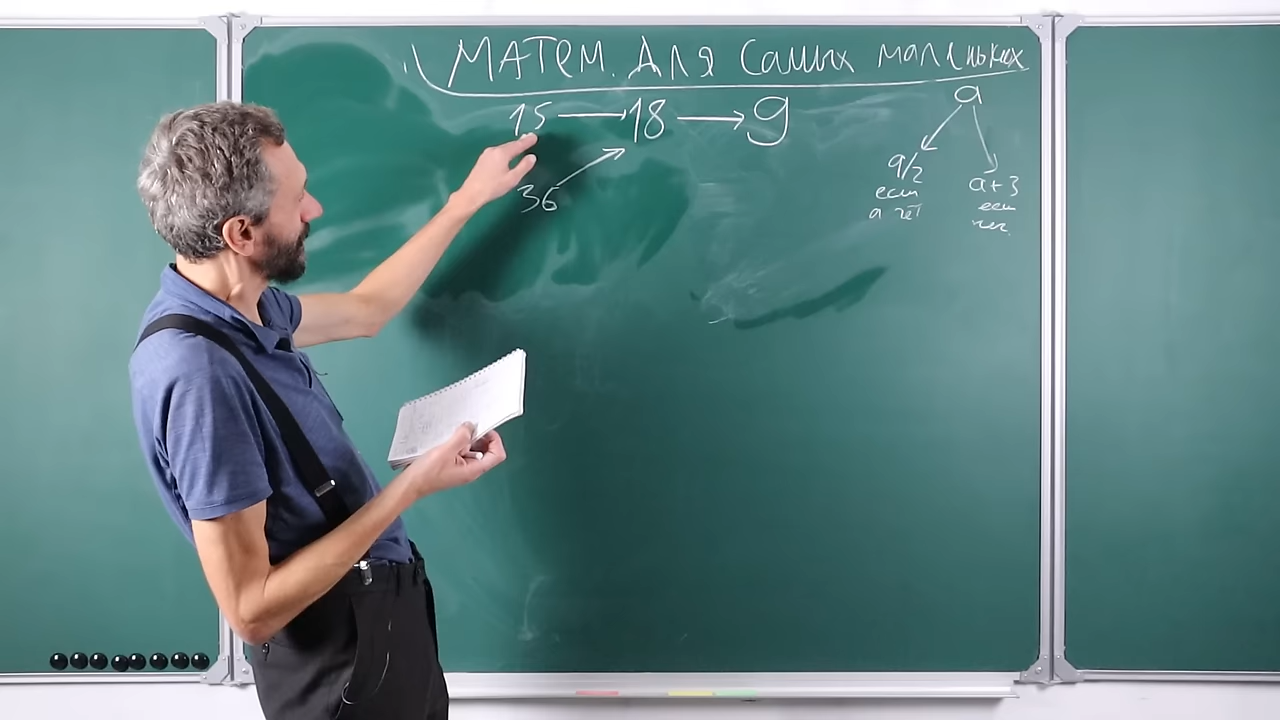 МАТЕМ. ДЛЯ Самых маленьких
15 → 18 → 9
36
a
a/2
если
a чёт
a+3
если
неч.